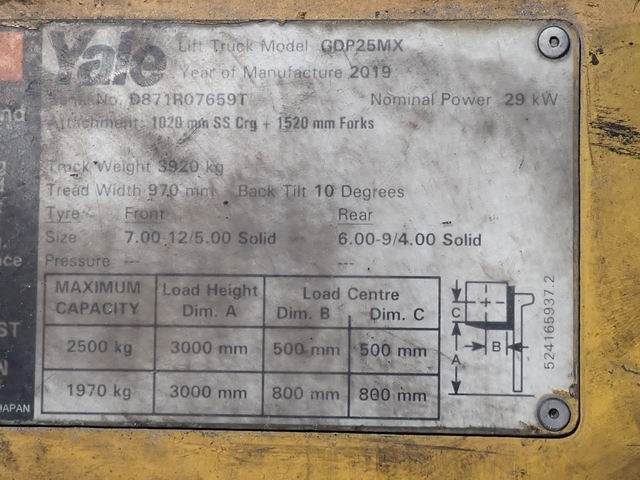 Yale
Lift Truck Model GDP25MX
Year of Manufacture 2019
Serial No. D871R07659T Nominal Power 29 kW
Attachment: 1020 mm SS Crg + 1520 mm Forks
Truck Weight 3920 kg
Tread Width 970 mm Back Tilt 10 Degrees
Tyre Front Rear
Size 7.00-12/5.00 Solid 6.00-9/4.00 Solid
Pressure --- ---
MAXIMUM CAPACITY Load Height Dim. A Load Centre Dim. B Dim. C
2500 kg 3000 mm 500 mm 500 mm
1970 kg 3000 mm 800 mm 800 mm
C
B
A
524165937.2